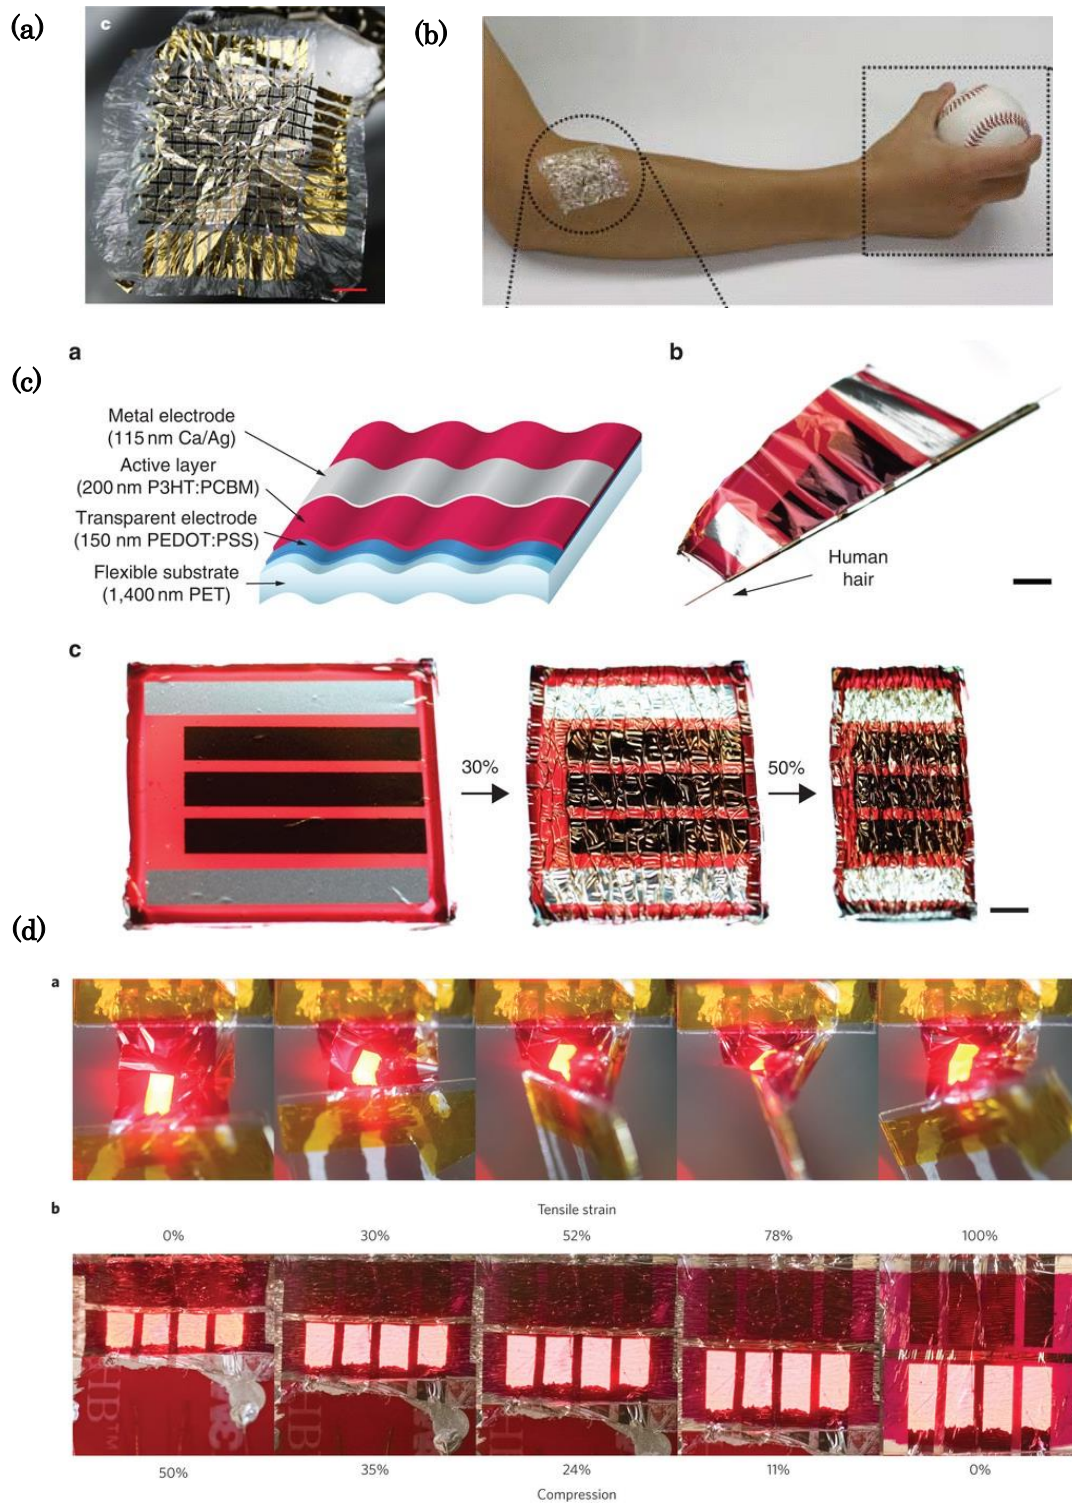 (a)
c
(b)
(c)
a
Metal electrode
(115 nm Ca/Ag)
Active layer
(200 nm P3HT:PCBM)
Transparent electrode
(150 nm PEDOT:PSS)
Flexible substrate
(1,400 nm PET)
b
Human
hair
c
30%
50%
(d)
a
b
Tensile strain
0%
30%
52%
78%
100%
50%
35%
24%
11%
0%
Compression